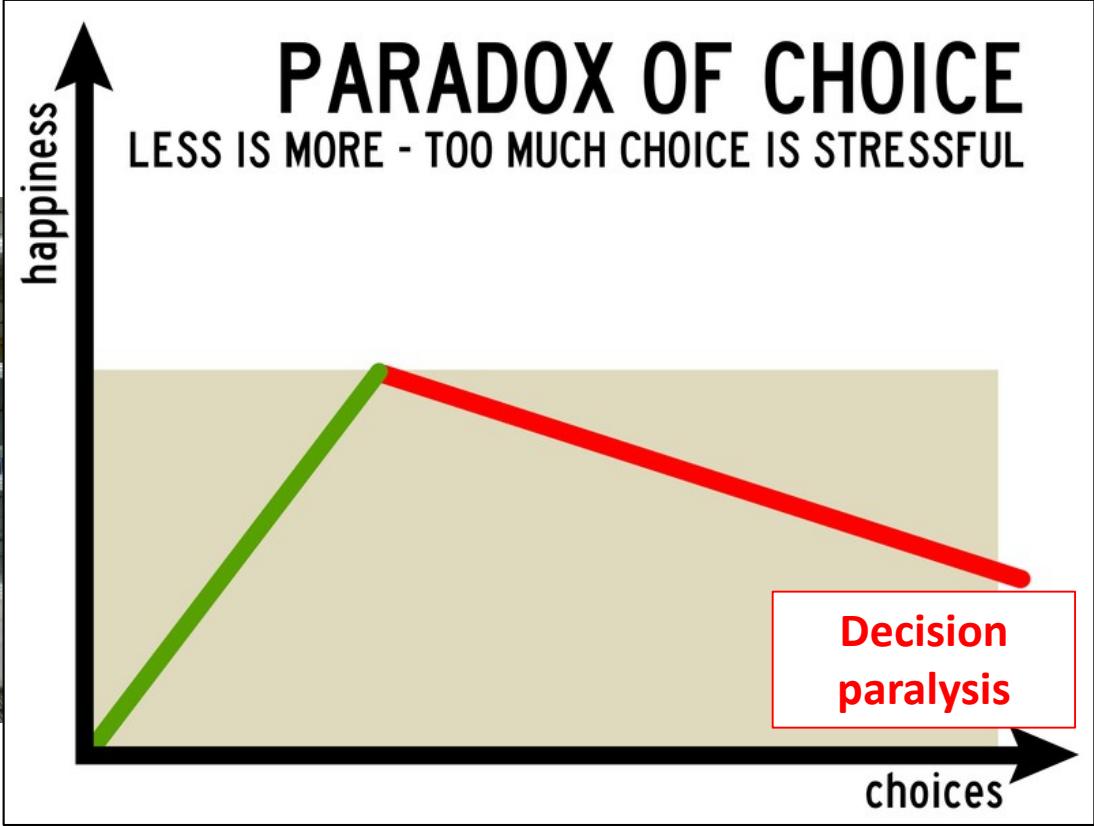 PARADOX OF CHOICE
LESS IS MORE - TOO MUCH CHOICE IS STRESSFUL
happiness
Decision
paralysis
choices